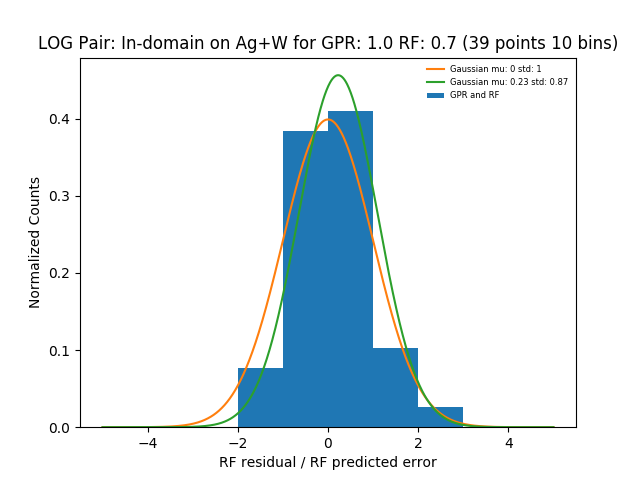 LOG Pair: In-domain on Ag+W for GPR: 1.0 RF: 0.7 (39 points 10 bins)
Gaussian mu: 0 std: 1
Gaussian mu: 0.23 std: 0.87
GPR and RF
Normalized Counts
0.4
0.3
0.2
0.1
0.0
−4 −2 0 2 4
RF residual / RF predicted error